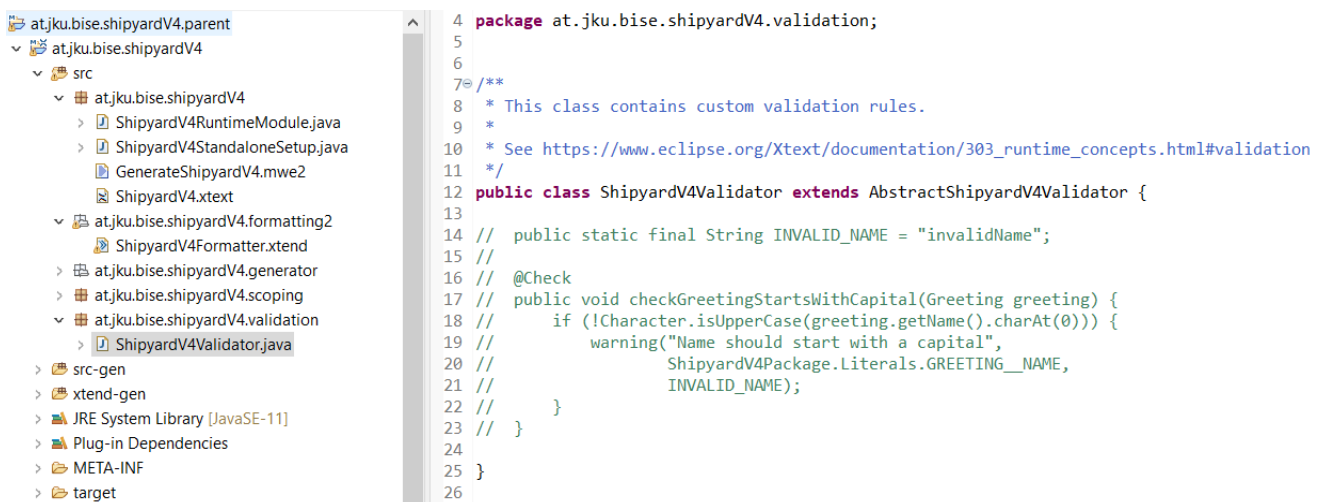 at.jku.bise.shipyardV4.parent
at.jku.bise.shipyardV4
src
at.jku.bise.shipyardV4
ShipyardV4RuntimeModule.java
ShipyardV4StandaloneSetup.java
GenerateShipyardV4.mwe2
ShipyardV4.xtext
at.jku.bise.shipyardV4.formatting2
ShipyardV4Formatter.xtend
at.jku.bise.shipyardV4.generator
at.jku.bise.shipyardV4.scoping
at.jku.bise.shipyardV4.validation
ShipyardV4Validator.java
src-gen
xtend-gen
JRE System Library [JavaSE-11]
Plug-in Dependencies
META-INF
target
4 package at.jku.bise.shipyardV4.validation;
5
6
7 /**
8  * This class contains custom validation rules.
9  *
10  * See https://www.eclipse.org/Xtext/documentation/303_runtime_concepts.html#validation
11  */
12 public class ShipyardV4Validator extends AbstractShipyardV4Validator {
13
14 //  public static final String INVALID_NAME = "invalidName";
15 //
16 //  @Check
17 //  public void checkGreetingStartsWithCapital(Greeting greeting) {
18 //      if (!Character.isUpperCase(greeting.getName().charAt(0))) {
19 //          warning("Name should start with a capital",
20 //                  ShipyardV4Package.Literals.GREETING__NAME,
21 //                  INVALID_NAME);
22 //      }
23 //  }
24
25 }
26